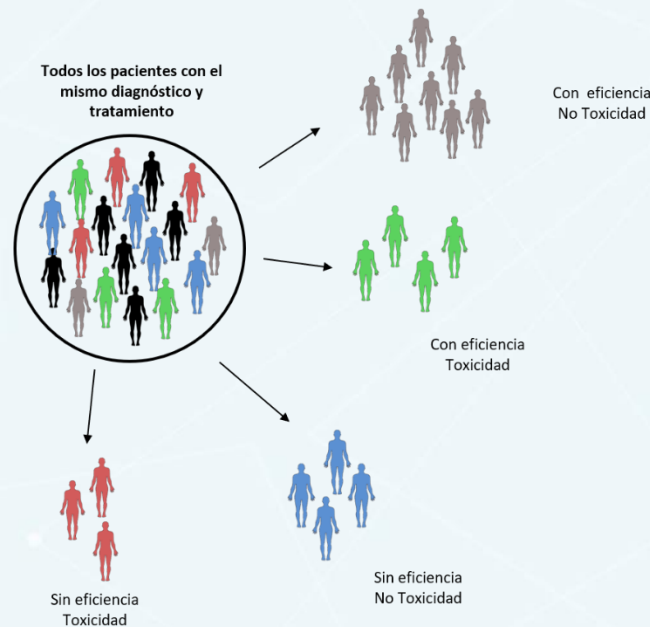 Todos los pacientes con el
mismo diagnóstico y
tratamiento
Con eficiencia
No Toxicidad
Con eficiencia
Toxicidad
Sin eficiencia
No Toxicidad
Sin eficiencia
Toxicidad